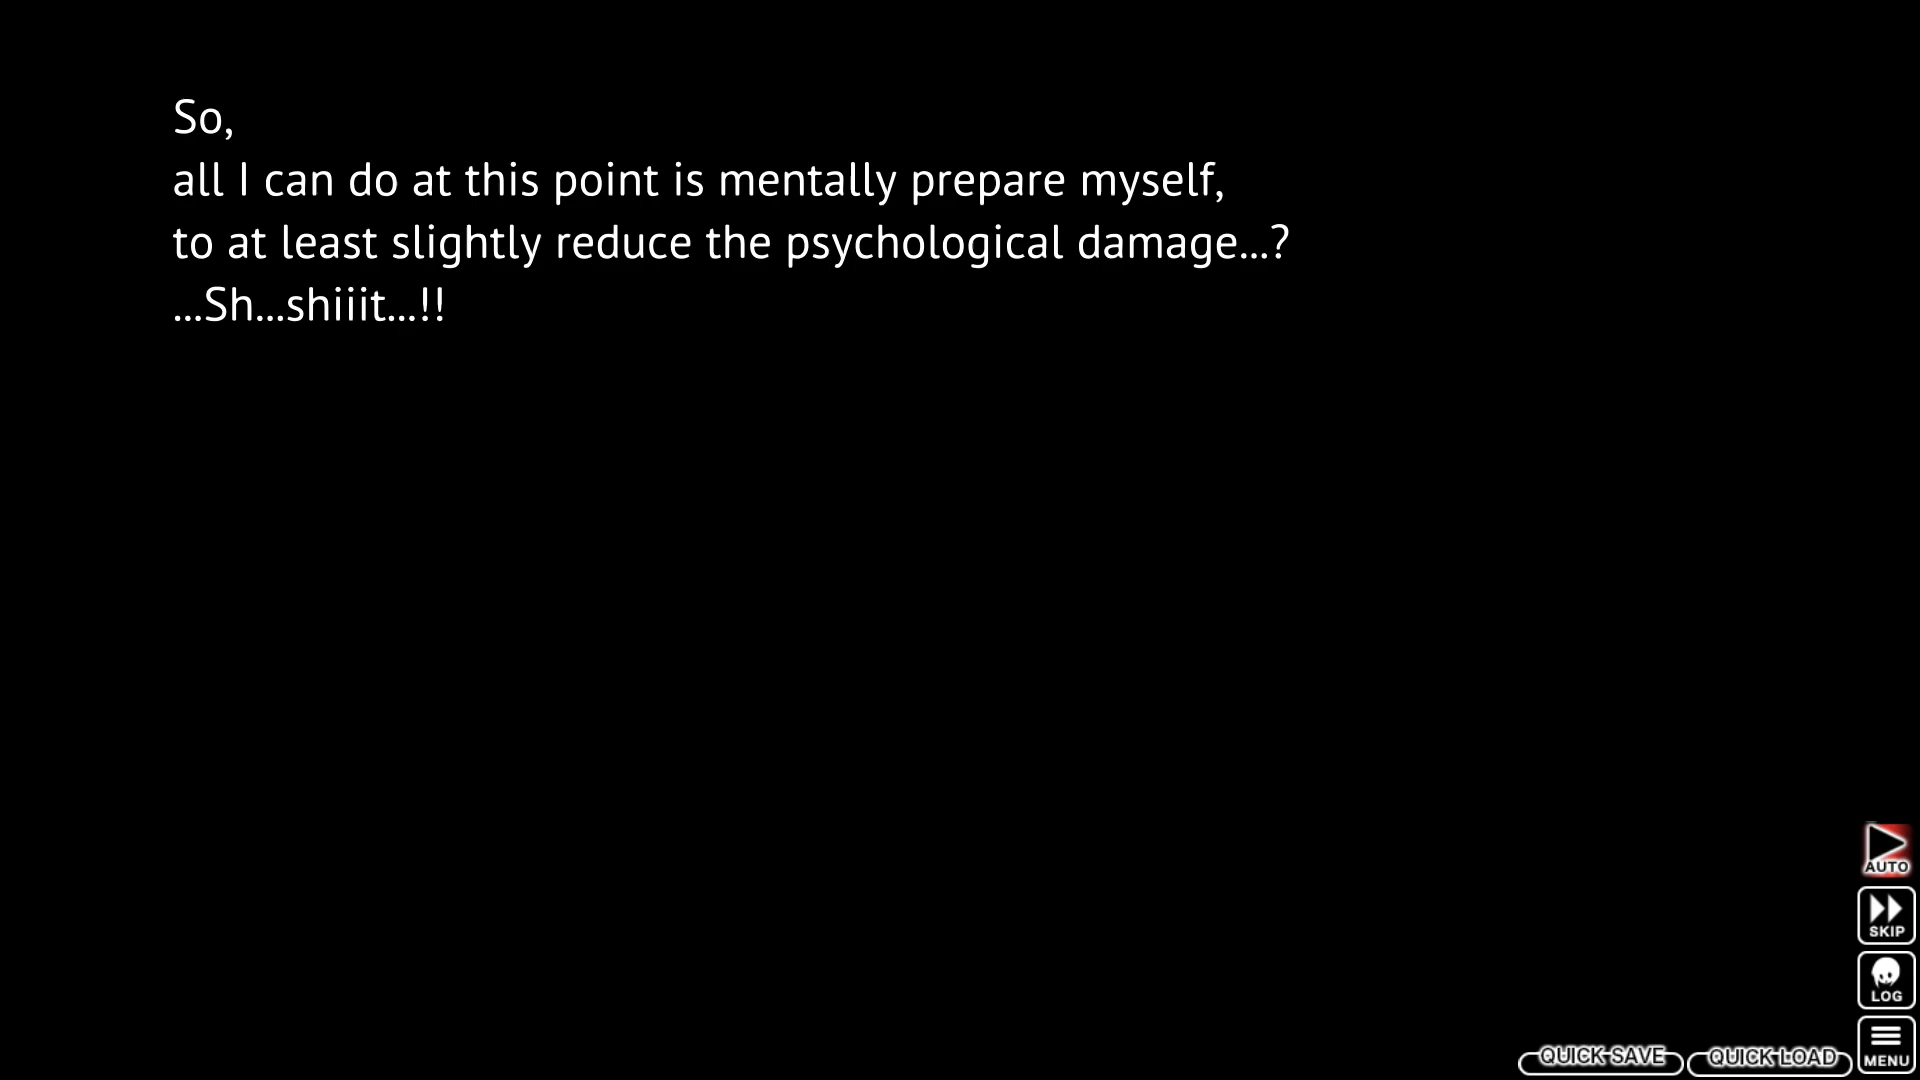 So,
all I can do at this point is mentally prepare myself,
to at least slightly reduce the psychological damage...?
...Sh...shiiit...!!
AUTO
SKIP
LOG
MENU
QUICK SAVE
QUICK LOAD